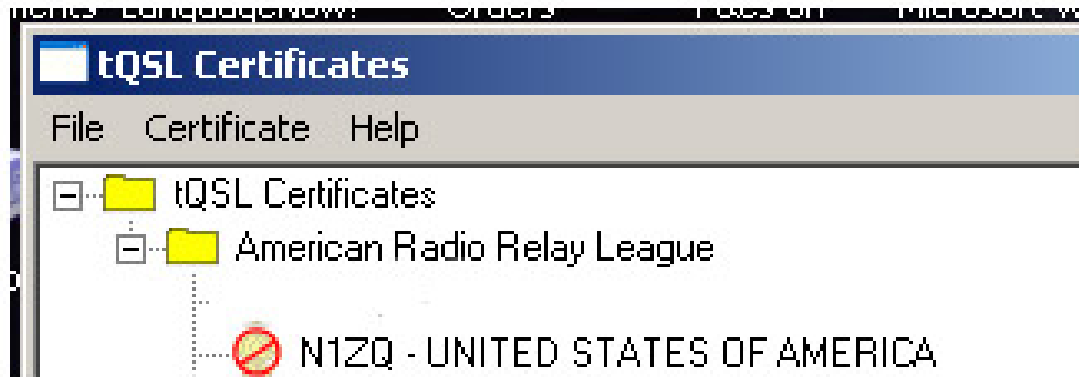 tQSL Certificates
File Certificate Help
tQSL Certificates
American Radio Relay League
N1ZQ - UNITED STATES OF AMERICA